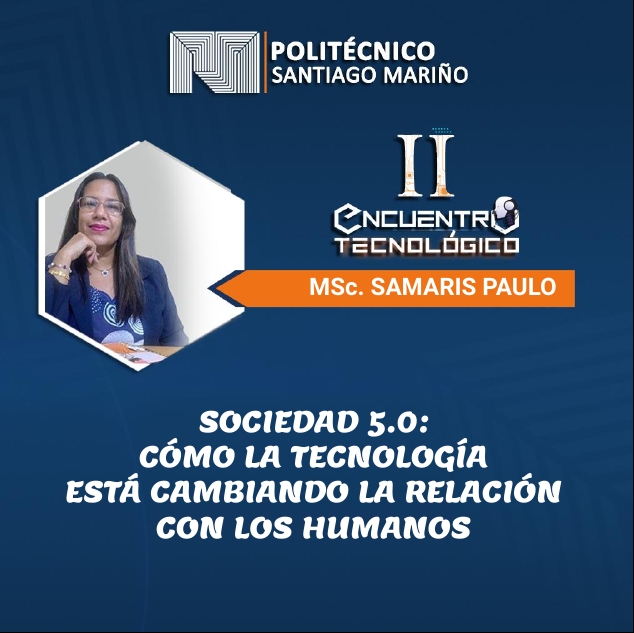 POLITÉCNICO
SANTIAGO MARIÑO
II
ENCUENTRO
TECNOLÓGICO
MSc. SAMARIS PAULO
SOCIEDAD 5.0:
CÓMO LA TECNOLOGÍA
ESTÁ CAMBIANDO LA RELACIÓN
CON LOS HUMANOS